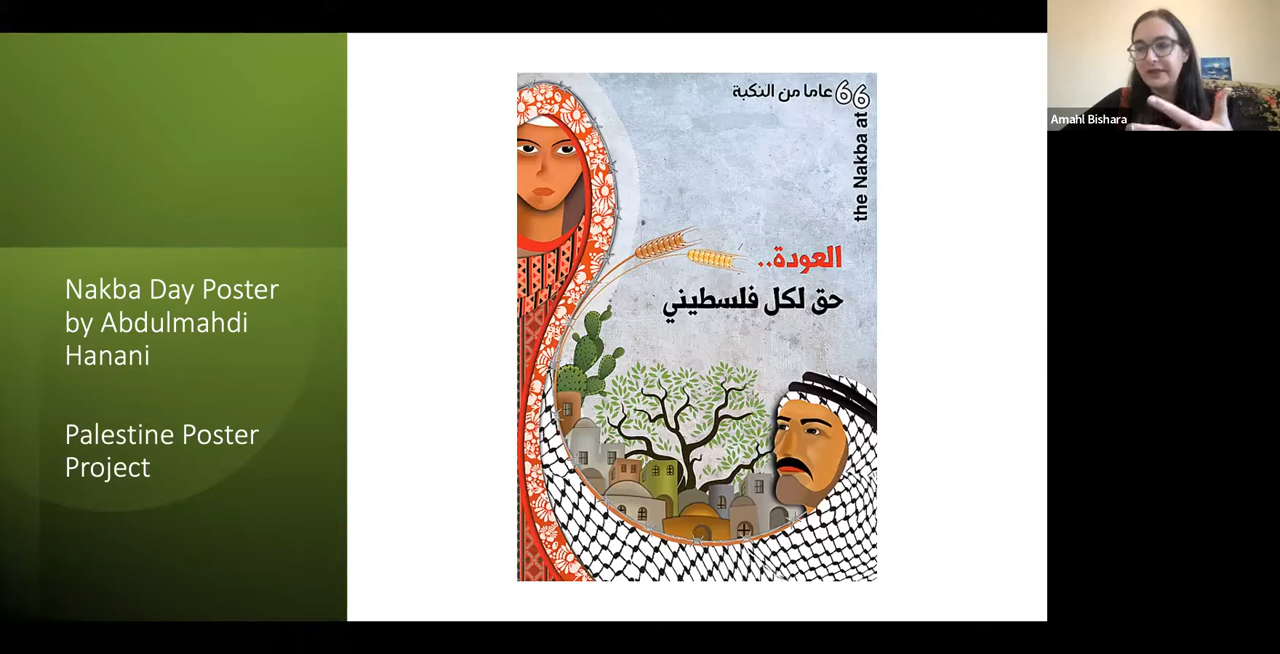 Nakba Day Poster
by Abdulmahdi
Hanani
Palestine Poster
Project
66 عاما من النكبة
the Nakba at
العودة..
حق لكل فلسطيني
Amahl Bishara